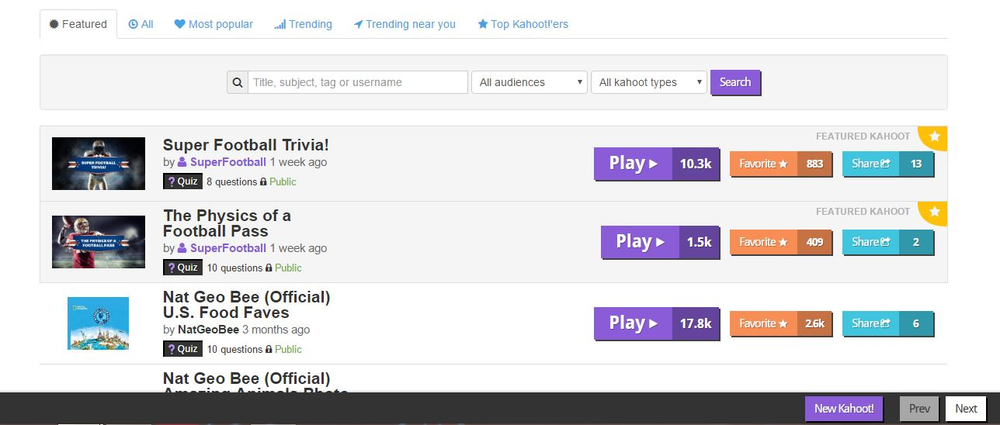 Featured All Most popular Trending Trending near you Top Kahoot!'ers
Title, subject, tag or username All audiences All kahoot types Search
SUPER FOOTBALL
TRIVIA!
Super Football Trivia!
by SuperFootball 1 week ago
? Quiz 8 questions Public
FEATURED KAHOOT
Play 10.3k Favorite 883 Share 13
THE PHYSICS OF A
FOOTBALL PASS
The Physics of a
Football Pass
by SuperFootball 1 week ago
? Quiz 10 questions Public
FEATURED KAHOOT
Play 1.5k Favorite 409 Share 2
Nat Geo Bee (Official)
U.S. Food Faves
by NatGeoBee 3 months ago
? Quiz 10 questions Public
Play 17.8k Favorite 2.6k Share 6
Nat Geo Bee (Official)
Amazing Animals Photo
New Kahoot! Prev Next